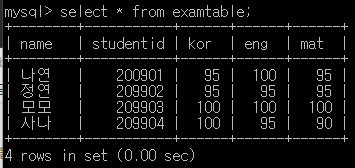 mysql> select * from examtable;
| name | studentid | kor | eng | mat |
| 나연 | 200901 | 95 | 100 | 95 |
| 정연 | 209902 | 95 | 95 | 95 |
| 모모 | 209903 | 100 | 100 | 100 |
| 사나 | 209904 | 100 | 95 | 90 |
4 rows in set (0.00 sec)